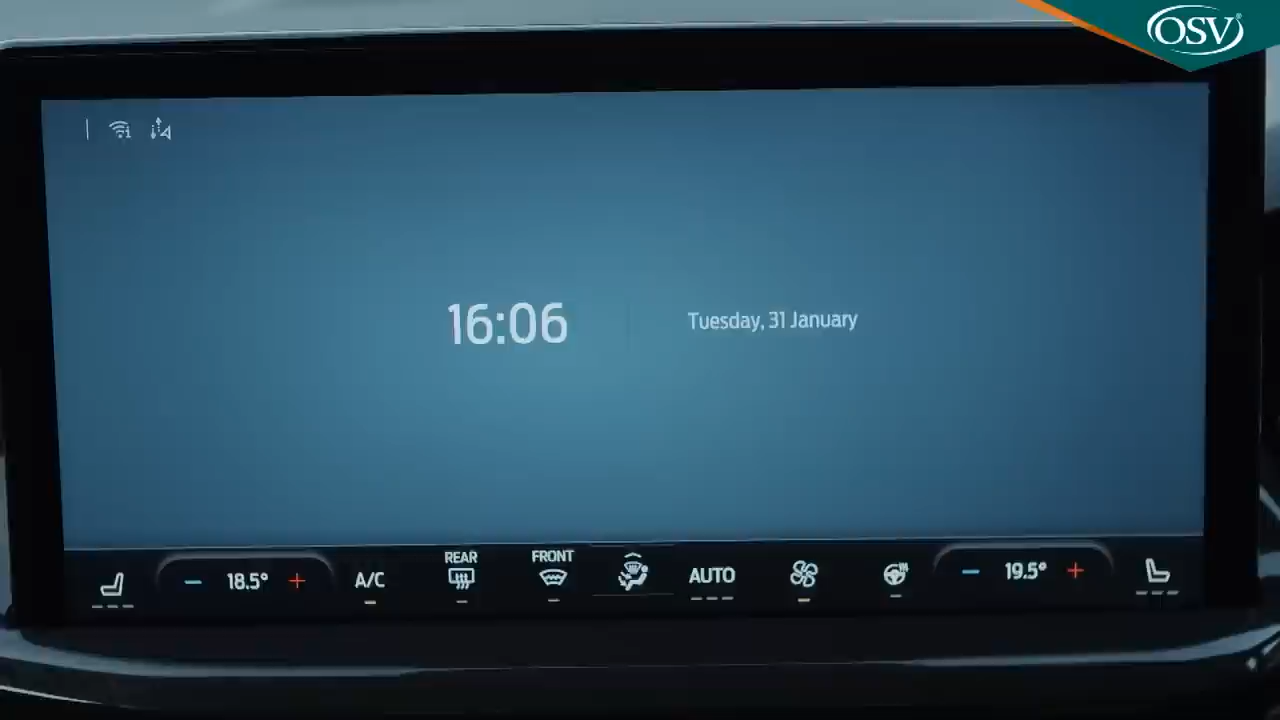 OSV
16:06
Tuesday, 31 January
REAR
FRONT
18.5°
A/C
AUTO
19.5°